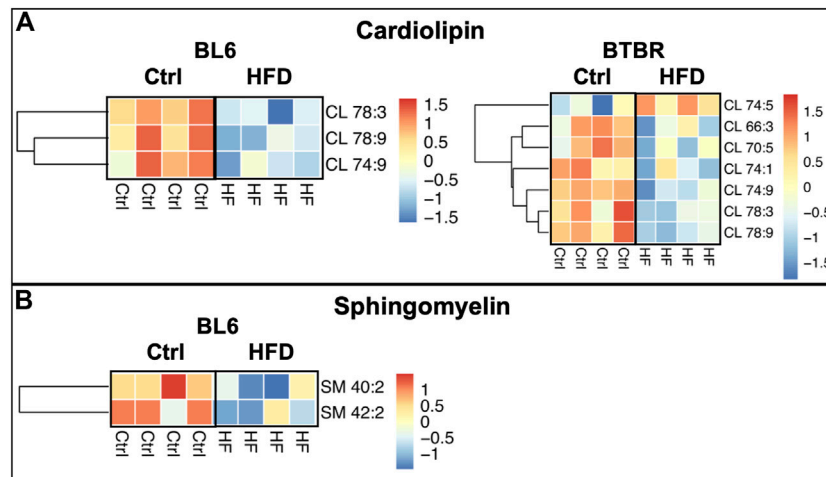 A
Cardiolipin
BL6
Ctrl HFD
CL 78:3
CL 78:9
CL 74:9
Ctrl Ctrl Ctrl Ctrl HF HF HF HF
1.5
1
0.5
0
−0.5
−1
−1.5
BTBR
Ctrl HFD
CL 74:5
CL 66:3
CL 70:5
CL 74:1
CL 74:9
CL 78:3
CL 78:9
Ctrl Ctrl Ctrl Ctrl HF HF HF HF
1.5
1
0.5
0
−0.5
−1
−1.5
B
Sphingomyelin
BL6
Ctrl HFD
SM 40:2
SM 42:2
Ctrl Ctrl Ctrl Ctrl HF HF HF HF
1
0.5
0
−0.5
−1